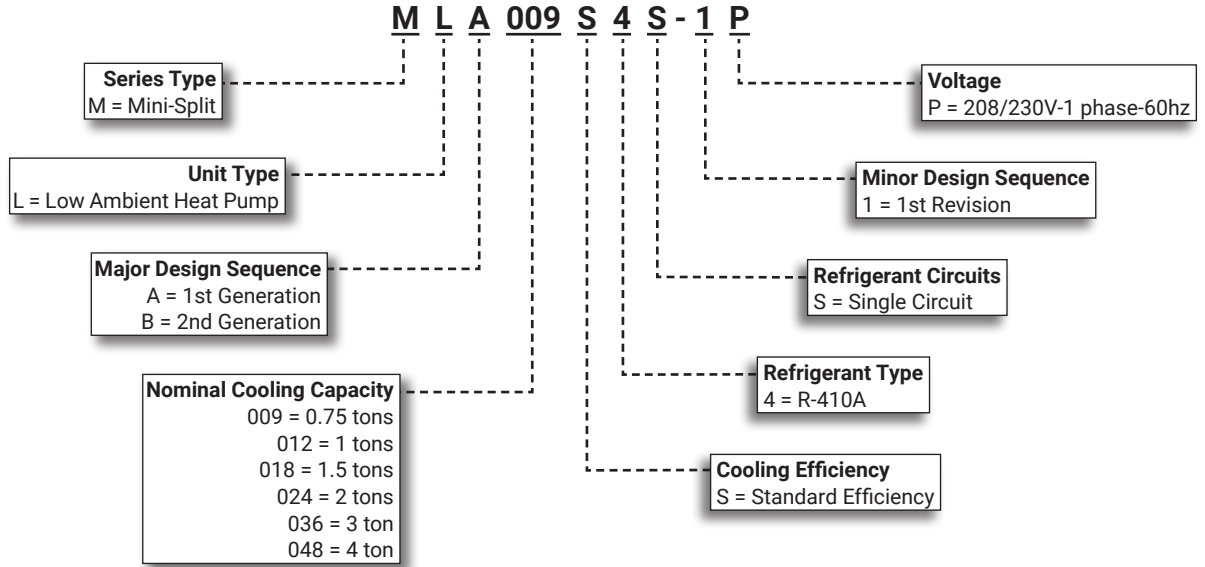 M L A 009 S 4 S - 1 P
Series Type
M = Mini-Split
Voltage
P = 208/230V-1 phase-60hz
Unit Type
L = Low Ambient Heat Pump
Minor Design Sequence
1 = 1st Revision
Major Design Sequence
A = 1st Generation
B = 2nd Generation
Refrigerant Circuits
S = Single Circuit
Nominal Cooling Capacity
009 = 0.75 tons
012 = 1 tons
018 = 1.5 tons
024 = 2 tons
036 = 3 ton
048 = 4 ton
Refrigerant Type
4 = R-410A
Cooling Efficiency
S = Standard Efficiency